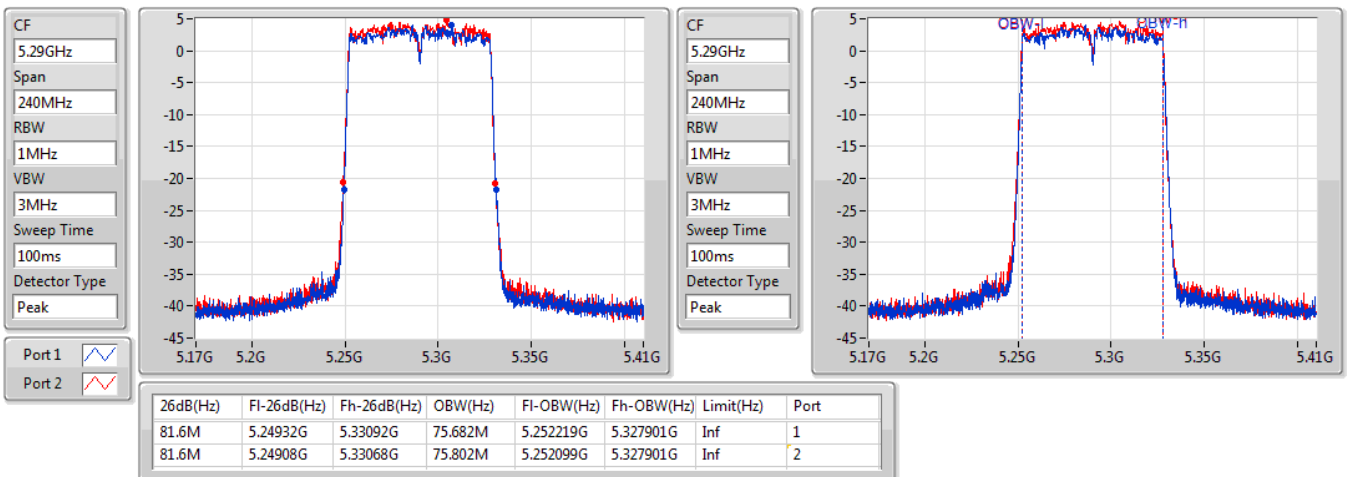 CF
5.29GHz
Span
240MHz
RBW
1MHz
VBW
3MHz
Sweep Time
100ms
Detector Type
Peak
Port 1
Port 2
5
0
-5
-10
-15
-20
-25
-30
-35
-40
-45
5.17G 5.2G 5.25G 5.3G 5.35G 5.41G
CF
5.29GHz
Span
240MHz
RBW
1MHz
VBW
3MHz
Sweep Time
100ms
Detector Type
Peak
5
0
-5
-10
-15
-20
-25
-30
-35
-40
-45
OBW-l OBW-h
5.17G 5.2G 5.25G 5.3G 5.35G 5.41G
26dB(Hz) Fl-26dB(Hz) Fh-26dB(Hz) OBW(Hz) Fl-OBW(Hz) Fh-OBW(Hz) Limit(Hz) Port
81.6M 5.24932G 5.33092G 75.682M 5.252219G 5.327901G Inf 1
81.6M 5.24908G 5.33068G 75.802M 5.252099G 5.327901G Inf 2